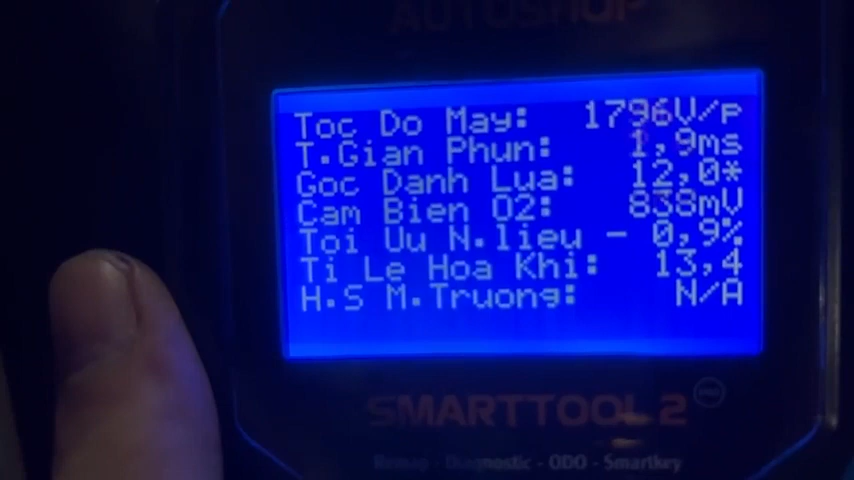 AUTOSHOP
Toc Do May: 1796V/p
T.Gian Phun: 1,9ms
Goc Danh Lua: 12,0*
Cam Bien O2: 838mV
Toi Uu N.lieu - 0,9%
Ti Le Hoa Khi: 13,4
H.S M.Truong: N/A
SMARTTOOL 2
Remap - Diagnostic - ODO - Smartkey